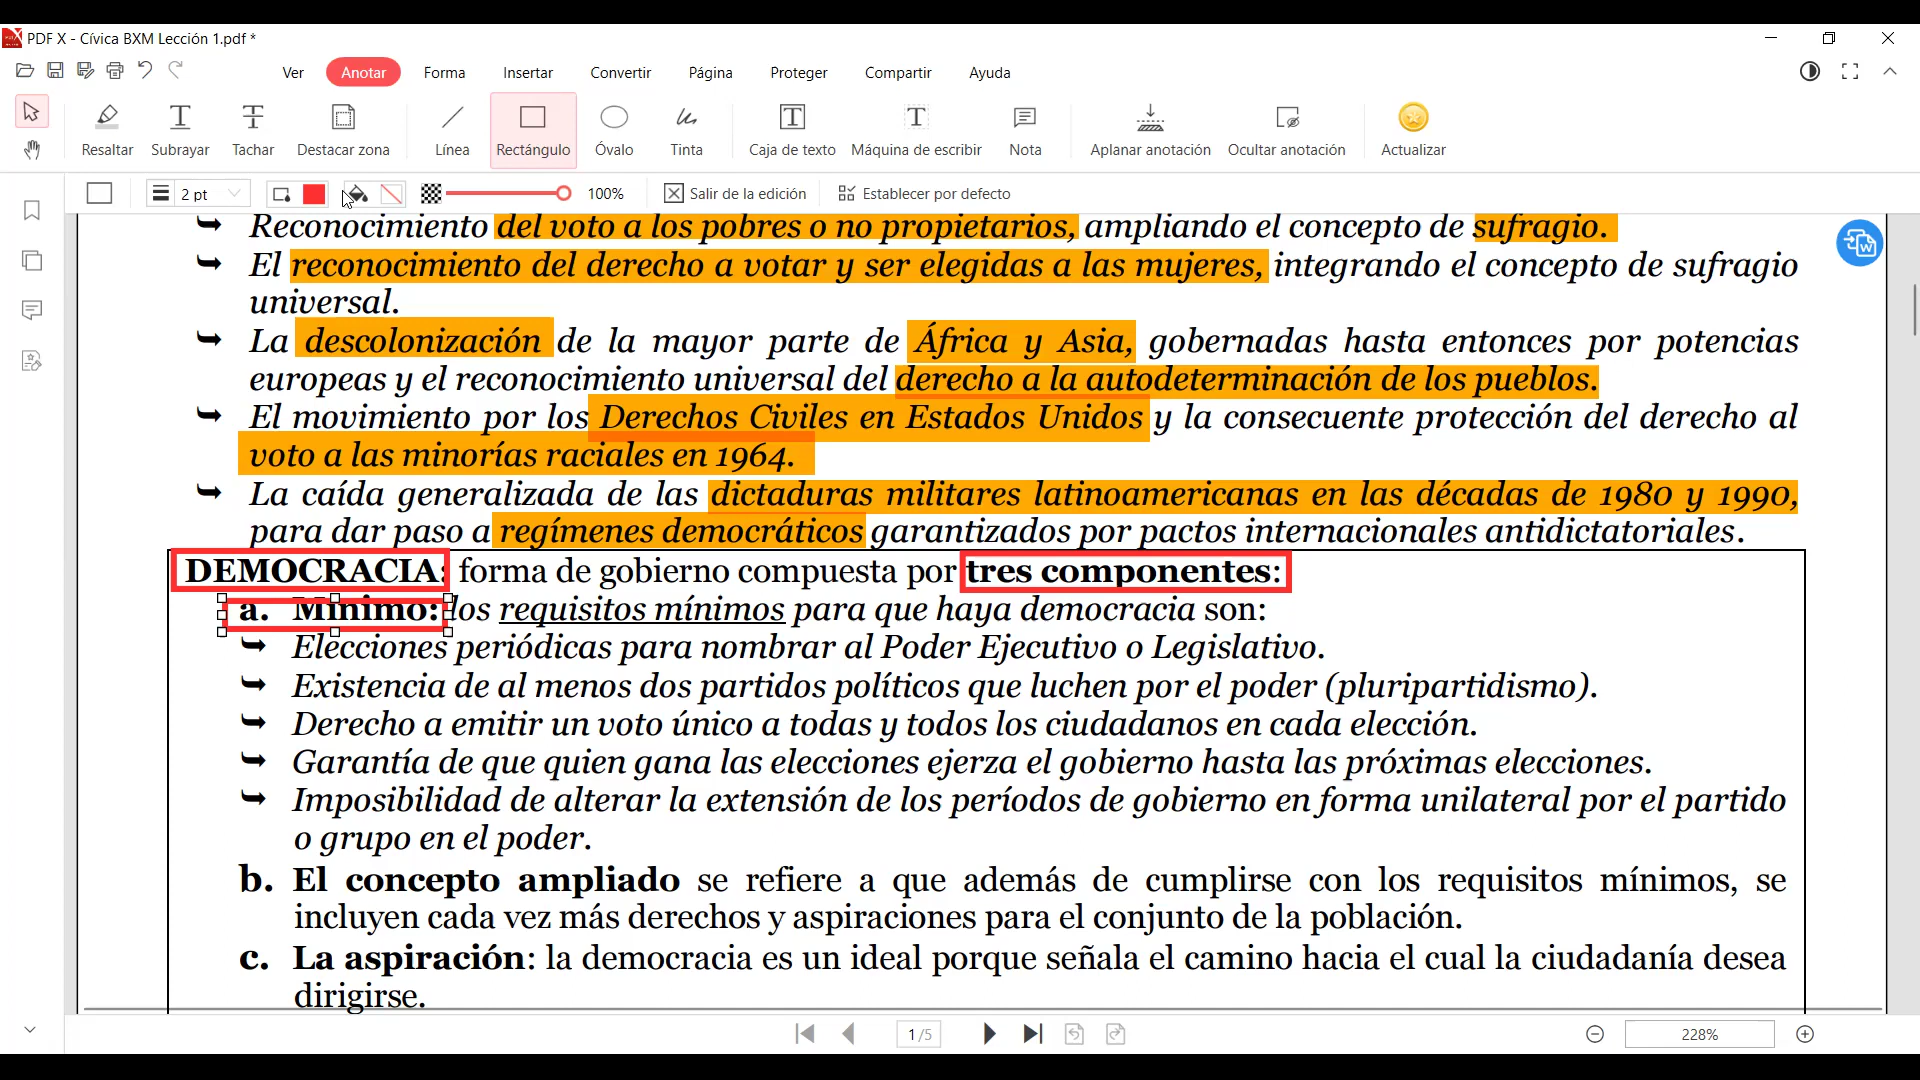 PDF X - Cívica BXM Lección 1.pdf *
Ver Anotar Forma Insertar Convertir Página Proteger Compartir Ayuda
Resaltar Subrayar Tachar Destacar zona Línea Rectángulo Óvalo Tinta Caja de texto Máquina de escribir Nota Aplanar anotación Ocultar anotación Actualizar
2 pt 100% Salir de la edición Establecer por defecto
Reconocimiento del voto a los pobres o no propietarios, ampliando el concepto de sufragio.
El reconocimiento del derecho a votar y ser elegidas a las mujeres, integrando el concepto de sufragio
universal.
La descolonización de la mayor parte de África y Asia, gobernadas hasta entonces por potencias
europeas y el reconocimiento universal del derecho a la autodeterminación de los pueblos.
El movimiento por los Derechos Civiles en Estados Unidos y la consecuente protección del derecho al
voto a las minorías raciales en 1964.
La caída generalizada de las dictaduras militares latinoamericanas en las décadas de 1980 y 1990,
para dar paso a regímenes democráticos garantizados por pactos internacionales antidictatoriales.
DEMOCRACIA: forma de gobierno compuesta por tres componentes:
a. Mínimo: los requisitos mínimos para que haya democracia son:
Elecciones periódicas para nombrar al Poder Ejecutivo o Legislativo.
Existencia de al menos dos partidos políticos que luchen por el poder (pluripartidismo).
Derecho a emitir un voto único a todas y todos los ciudadanos en cada elección.
Garantía de que quien gana las elecciones ejerza el gobierno hasta las próximas elecciones.
Imposibilidad de alterar la extensión de los períodos de gobierno en forma unilateral por el partido
o grupo en el poder.
b. El concepto ampliado se refiere a que además de cumplirse con los requisitos mínimos, se
incluyen cada vez más derechos y aspiraciones para el conjunto de la población.
c. La aspiración: la democracia es un ideal porque señala el camino hacia el cual la ciudadanía desea
dirigirse.
1/5 228%